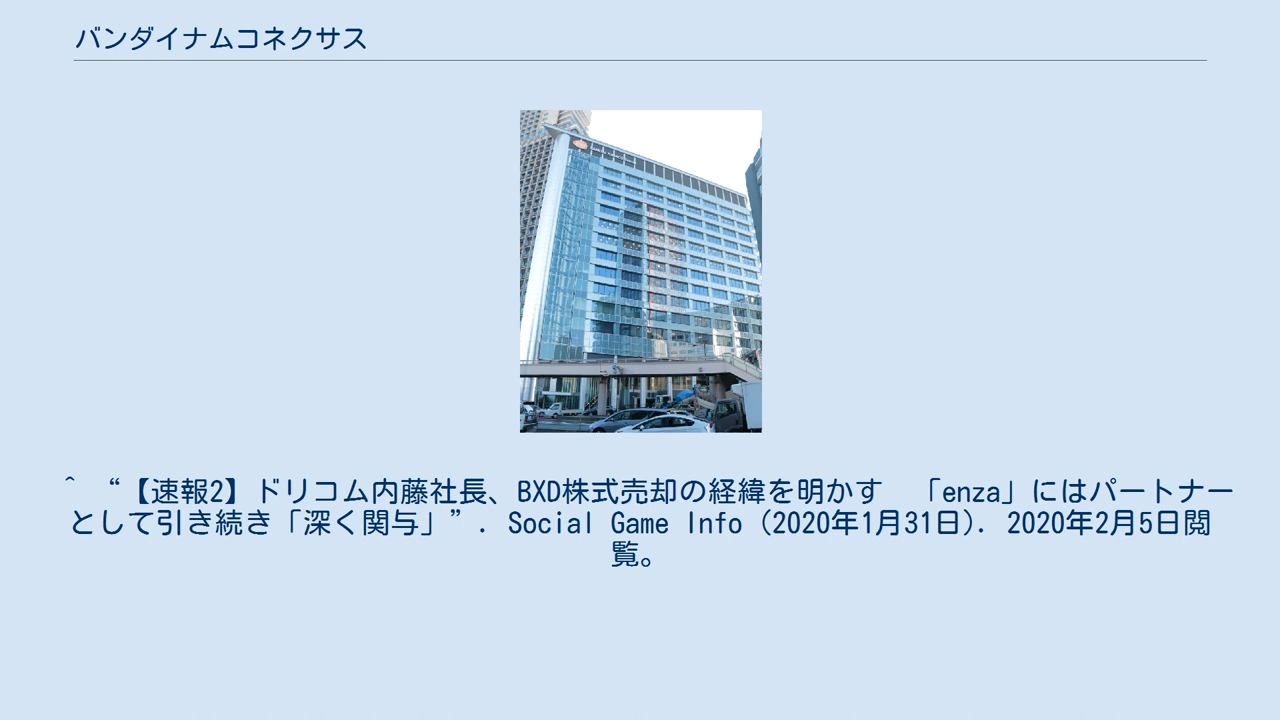 バンダイナムコネクサス
^ “【速報2】ドリコム内藤社長、BXD株式売却の経緯を明かす　「enza」にはパートナー
として引き続き「深く関与」”. Social Game Info (2020年1月31日). 2020年2月5日閲
覧。